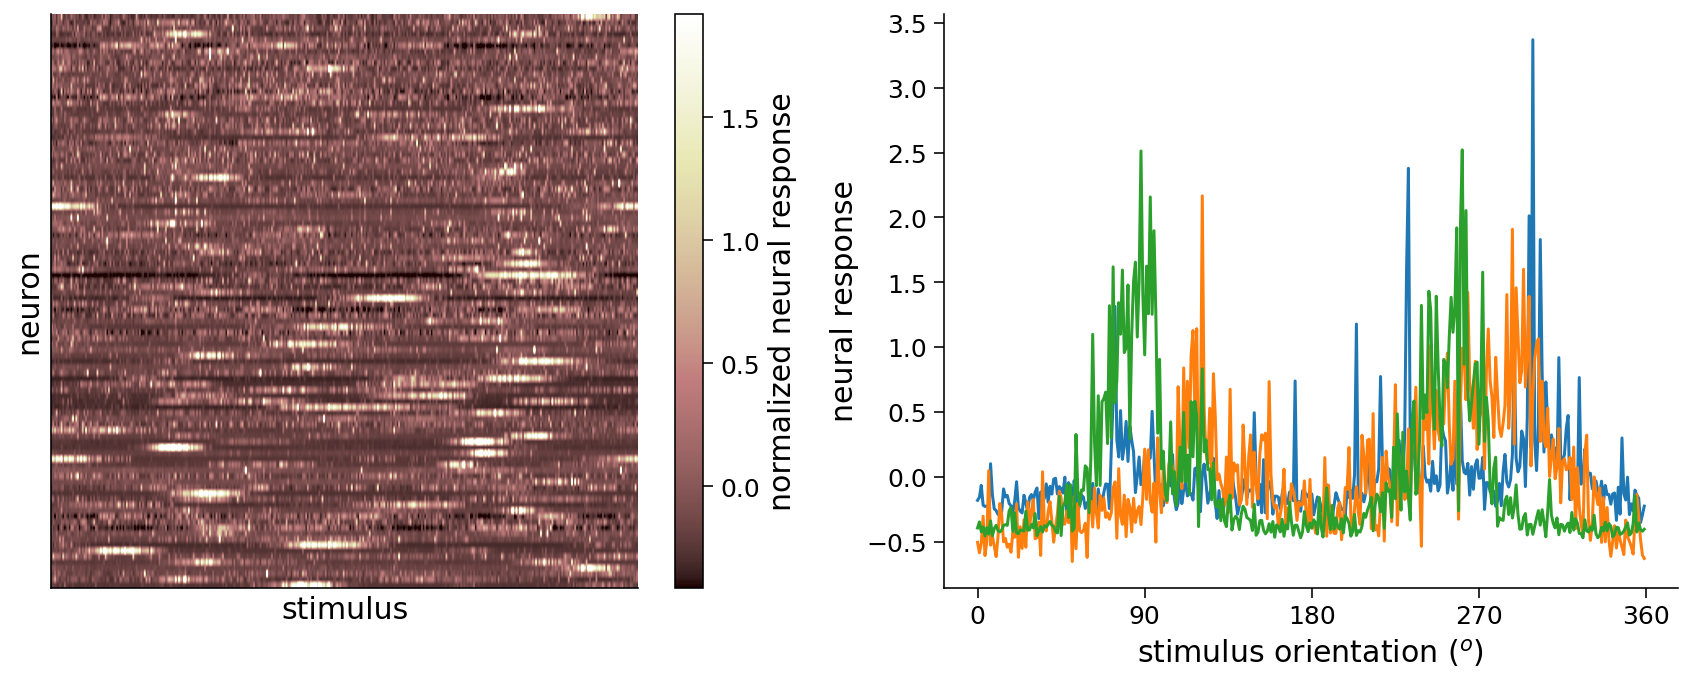 neuron
stimulus
1.5
1.0
0.5
0.0
normalized neural response
neural response
3.5
3.0
2.5
2.0
1.5
1.0
0.5
0.0
−0.5
0 90 180 270 360
stimulus orientation (º)